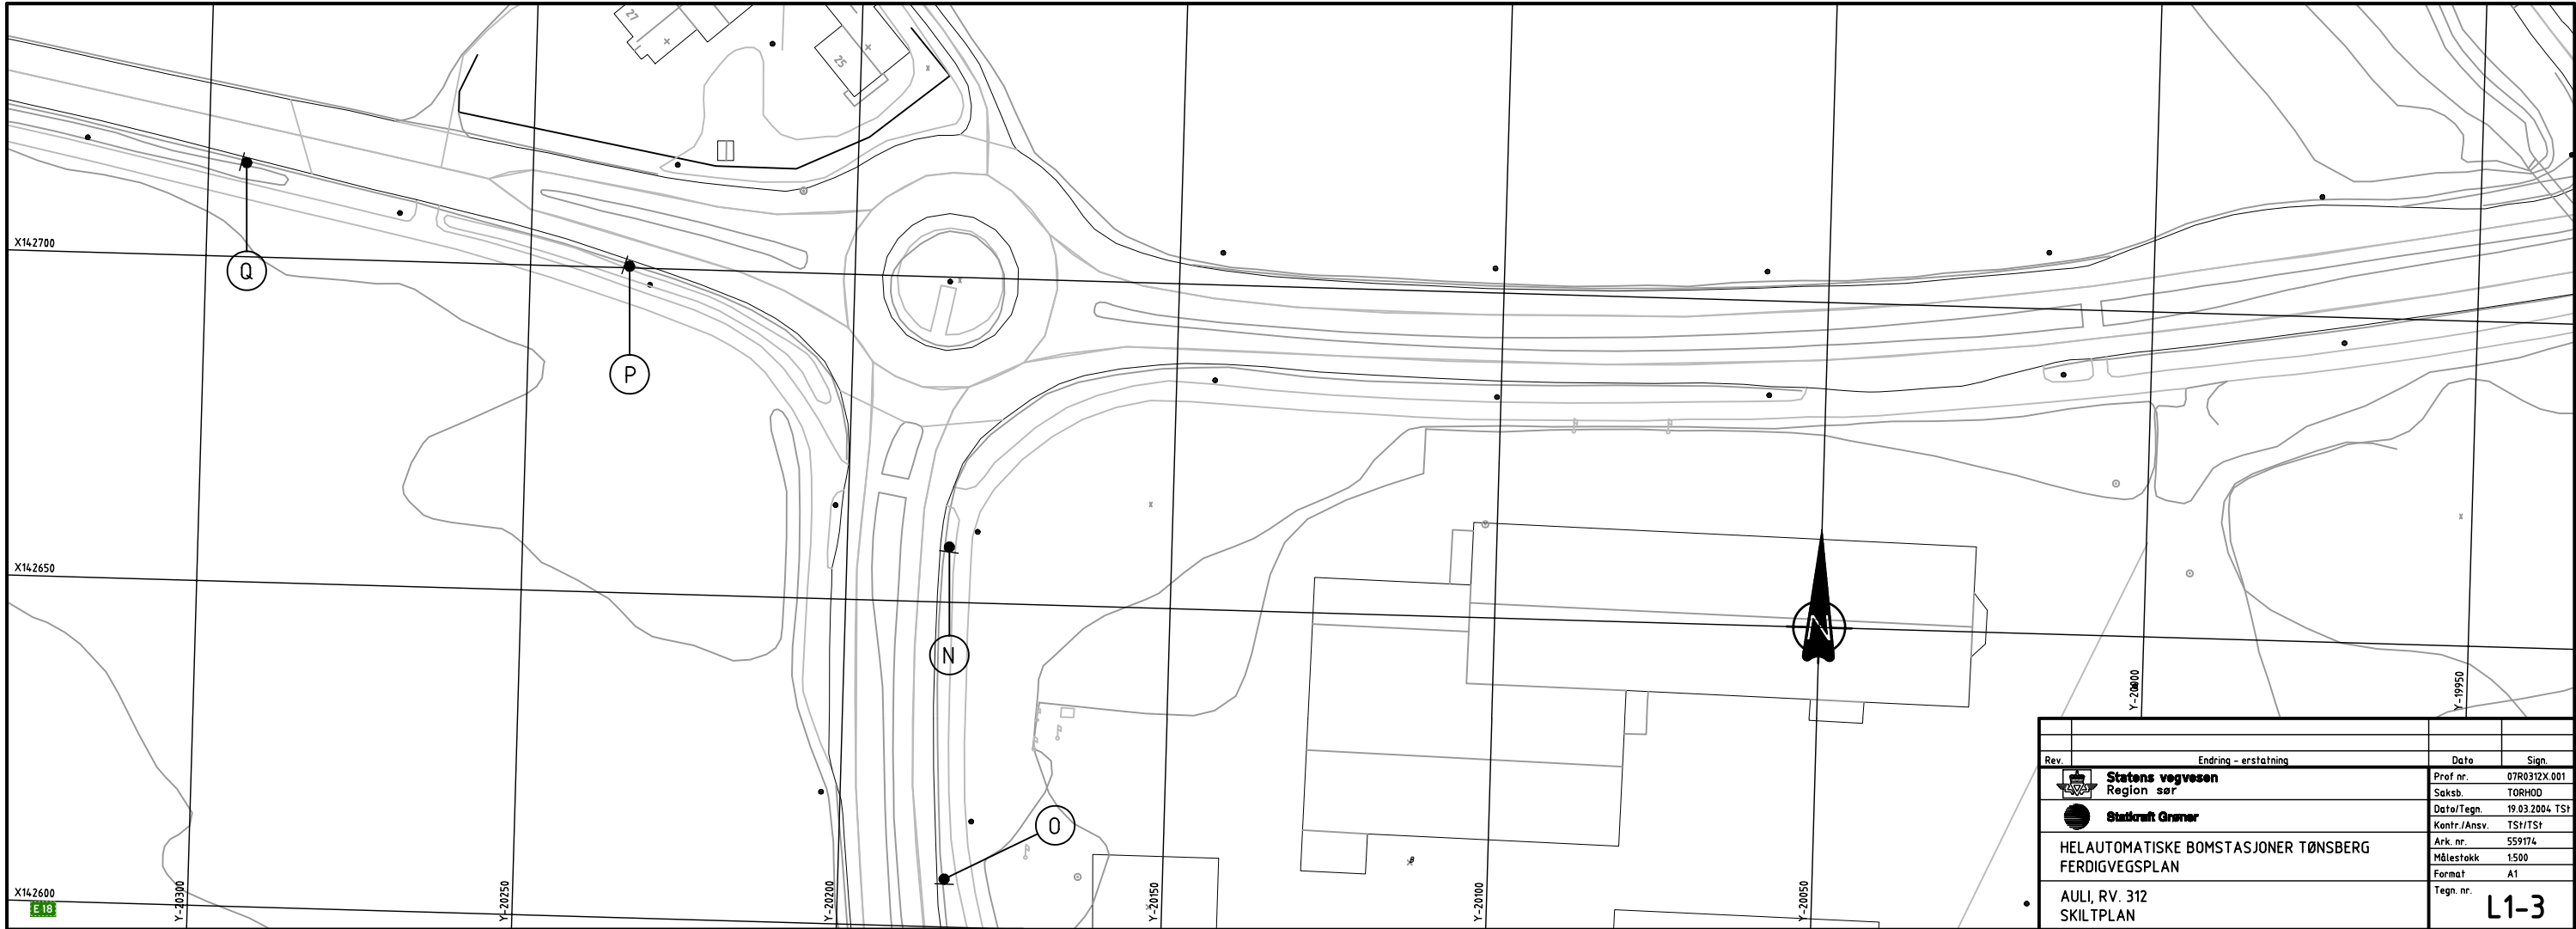 27
25
X142700
Q
P
X142650
N
N
O
X142600
E 18
Y-20300
Y-20250
Y-20200
Y-20150
Y-20100
Y-20050
Y-20000
Y-19950
Rev. Endring - erstatning Dato Sign.
Statens vegvesen
Region sør
Statkraft Grøner
HELAUTOMATISKE BOMSTASJONER TØNSBERG
FERDIGVEGSPLAN
AULI, RV. 312
SKILTPLAN
Prof nr. 07R0312X.001
Saksb. TORHOD
Dato/Tegn. 19.03.2004 TSt
Kontr./Ansv. TSt/TSt
Ark. nr. 559174
Målestokk 1:500
Format A1
Tegn. nr.
L1-3